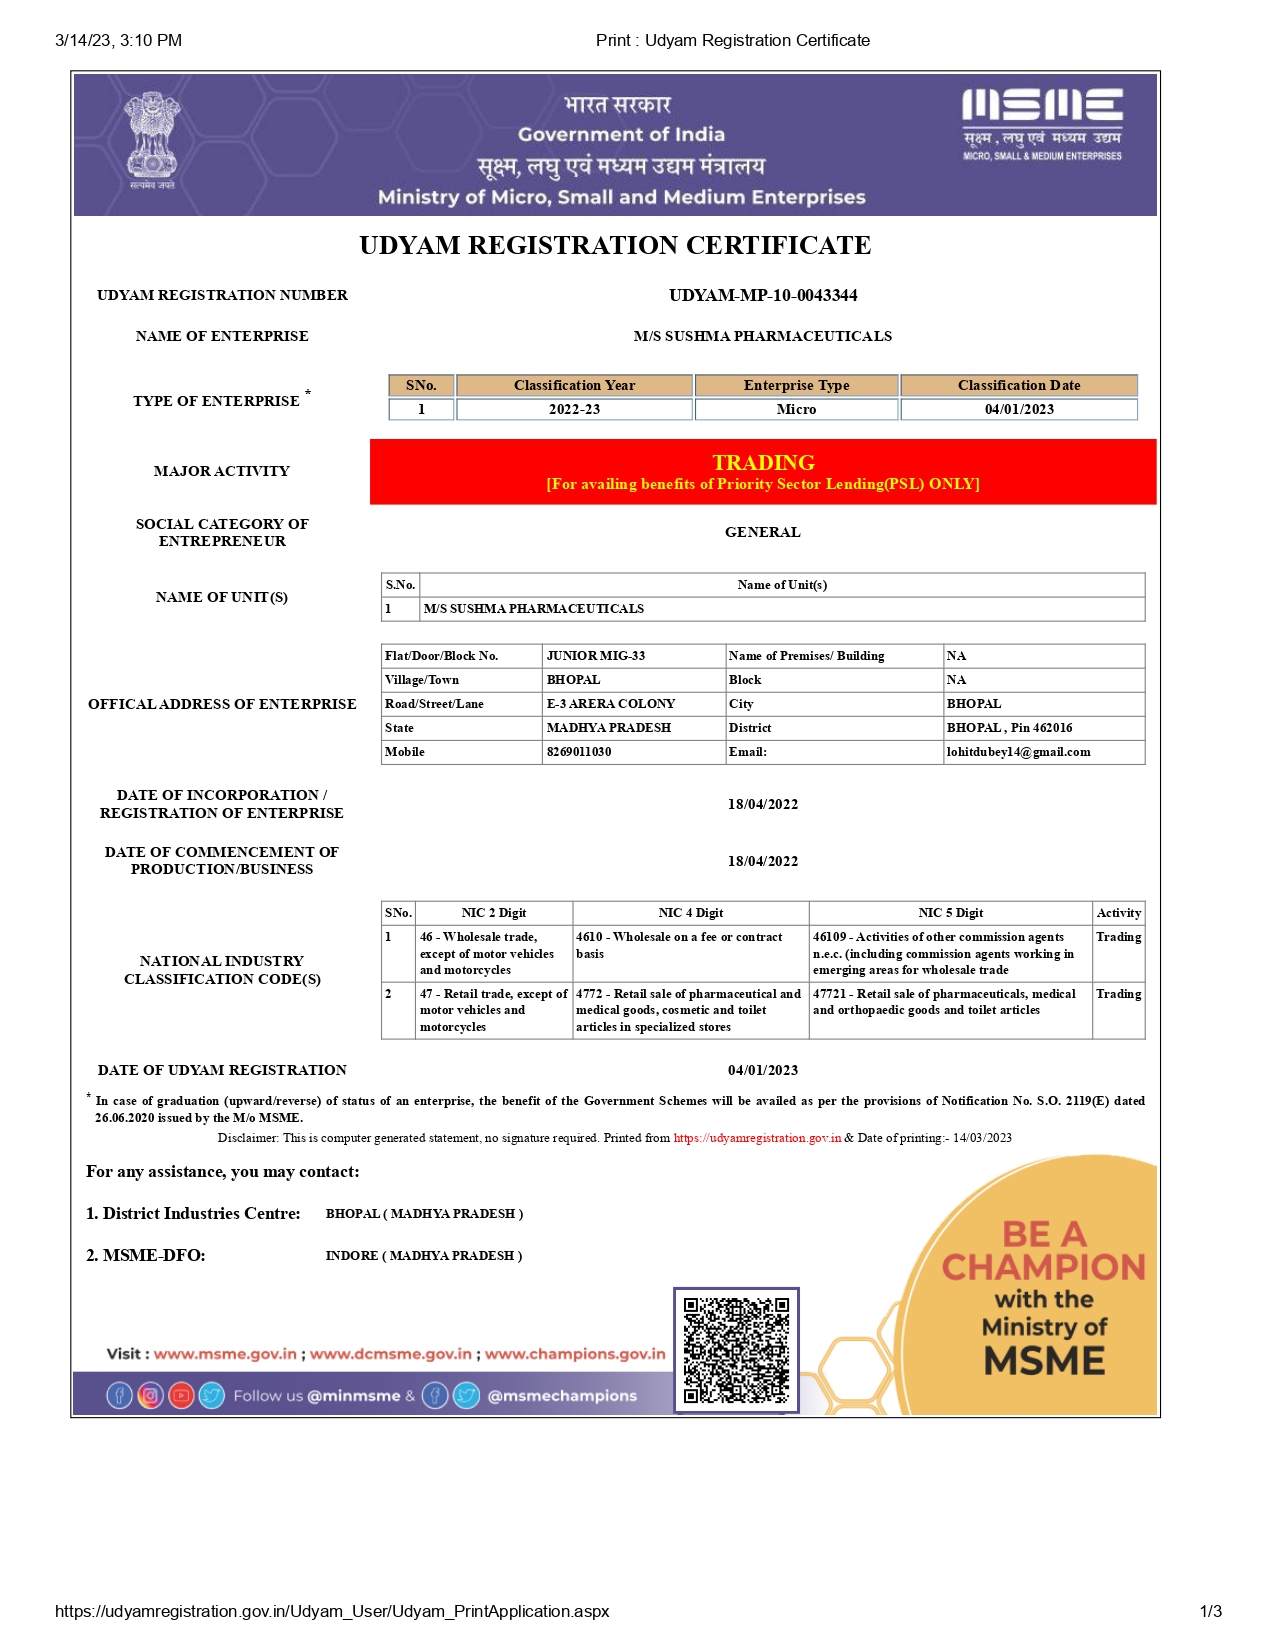 3/14/23, 3:10 PM
Print : Udyam Registration Certificate
सत्यमेव जयते
भारत सरकार
Government of India
सूक्ष्म, लघु एवं मध्यम उद्यम मंत्रालय
Ministry of Micro, Small and Medium Enterprises
MSME
सूक्ष्म , लघु एवं मध्यम उद्यम
MICRO, SMALL & MEDIUM ENTERPRISES
UDYAM REGISTRATION CERTIFICATE
UDYAM REGISTRATION NUMBER
UDYAM-MP-10-0043344
NAME OF ENTERPRISE
M/S SUSHMA PHARMACEUTICALS
TYPE OF ENTERPRISE *
SNo. Classification Year Enterprise Type Classification Date
1 2022-23 Micro 04/01/2023
MAJOR ACTIVITY
TRADING
[For availing benefits of Priority Sector Lending(PSL) ONLY]
SOCIAL CATEGORY OF
ENTREPRENEUR
GENERAL
NAME OF UNIT(S)
S.No. Name of Unit(s)
1 M/S SUSHMA PHARMACEUTICALS
OFFICAL ADDRESS OF ENTERPRISE
Flat/Door/Block No. JUNIOR MIG-33 Name of Premises/ Building NA
Village/Town BHOPAL Block NA
Road/Street/Lane E-3 ARERA COLONY City BHOPAL
State MADHYA PRADESH District BHOPAL , Pin 462016
Mobile 8269011030 Email: lohitdubey14@gmail.com
DATE OF INCORPORATION /
REGISTRATION OF ENTERPRISE
18/04/2022
DATE OF COMMENCEMENT OF
PRODUCTION/BUSINESS
18/04/2022
NATIONAL INDUSTRY
CLASSIFICATION CODE(S)
SNo. NIC 2 Digit NIC 4 Digit NIC 5 Digit Activity
1 46 - Wholesale trade, 4610 - Wholesale on a fee or contract 46109 - Activities of other commission agents Trading
except of motor vehicles basis n.e.c. (including commission agents working in
and motorcycles emerging areas for wholesale trade
2 47 - Retail trade, except of 4772 - Retail sale of pharmaceutical and 47721 - Retail sale of pharmaceuticals, medical Trading
motor vehicles and medical goods, cosmetic and toilet and orthopaedic goods and toilet articles
motorcycles articles in specialized stores
DATE OF UDYAM REGISTRATION
04/01/2023
* In case of graduation (upward/reverse) of status of an enterprise, the benefit of the Government Schemes will be availed as per the provisions of Notification No. S.O. 2119(E) dated
26.06.2020 issued by the M/o MSME.
Disclaimer: This is computer generated statement, no signature required. Printed from https://udyamregistration.gov.in & Date of printing:- 14/03/2023
For any assistance, you may contact:
1. District Industries Centre: BHOPAL ( MADHYA PRADESH )
2. MSME-DFO: INDORE ( MADHYA PRADESH )
BE A
CHAMPION
with the
Ministry of
MSME
Visit : www.msme.gov.in ; www.dcmsme.gov.in ; www.champions.gov.in
Follow us @minmsme & @msmechampions
https://udyamregistration.gov.in/Udyam_User/Udyam_PrintApplication.aspx
1/3